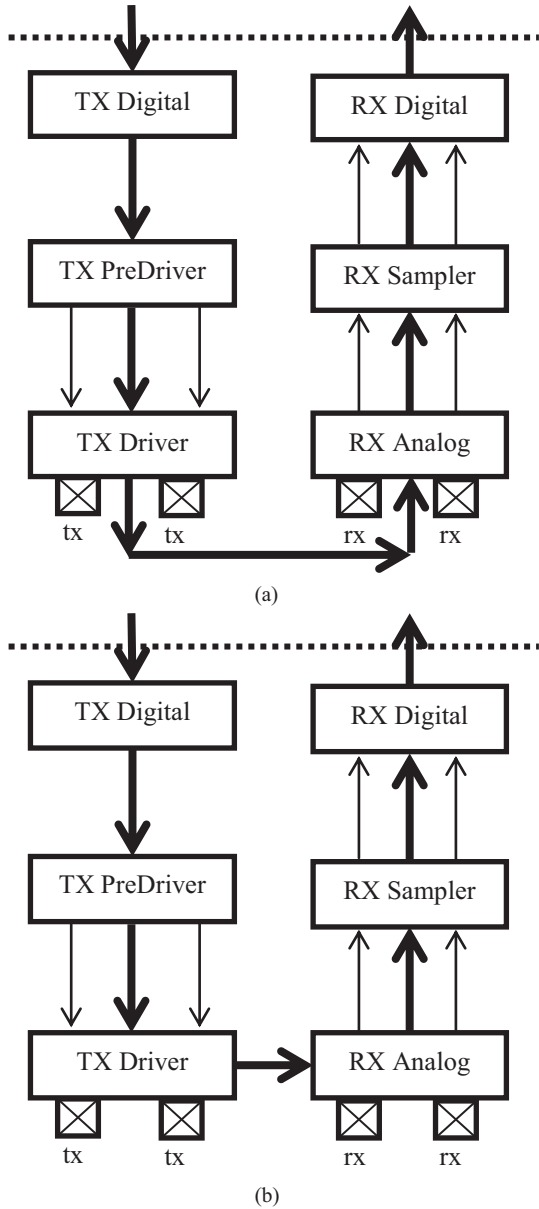 TX Digital
RX Digital
TX PreDriver
RX Sampler
TX Driver
RX Analog
tx tx rx rx
(a)
TX Digital
RX Digital
TX PreDriver
RX Sampler
TX Driver
RX Analog
tx tx rx rx
(b)